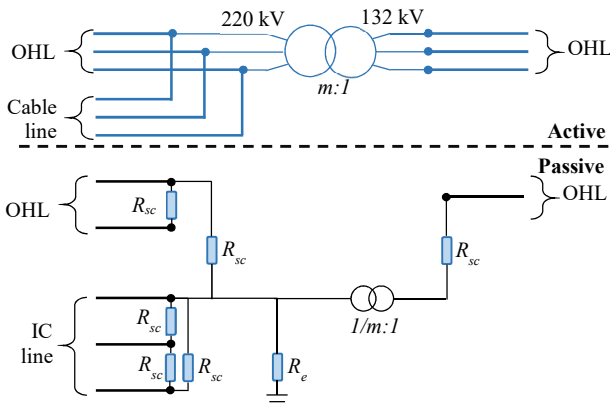 220 kV 132 kV
OHL OHL
m:1
Cable
line
Active
Passive
OHL Rsc OHL
Rsc Rsc
IC
line
Rsc
1/m:1
Rsc Rsc Re